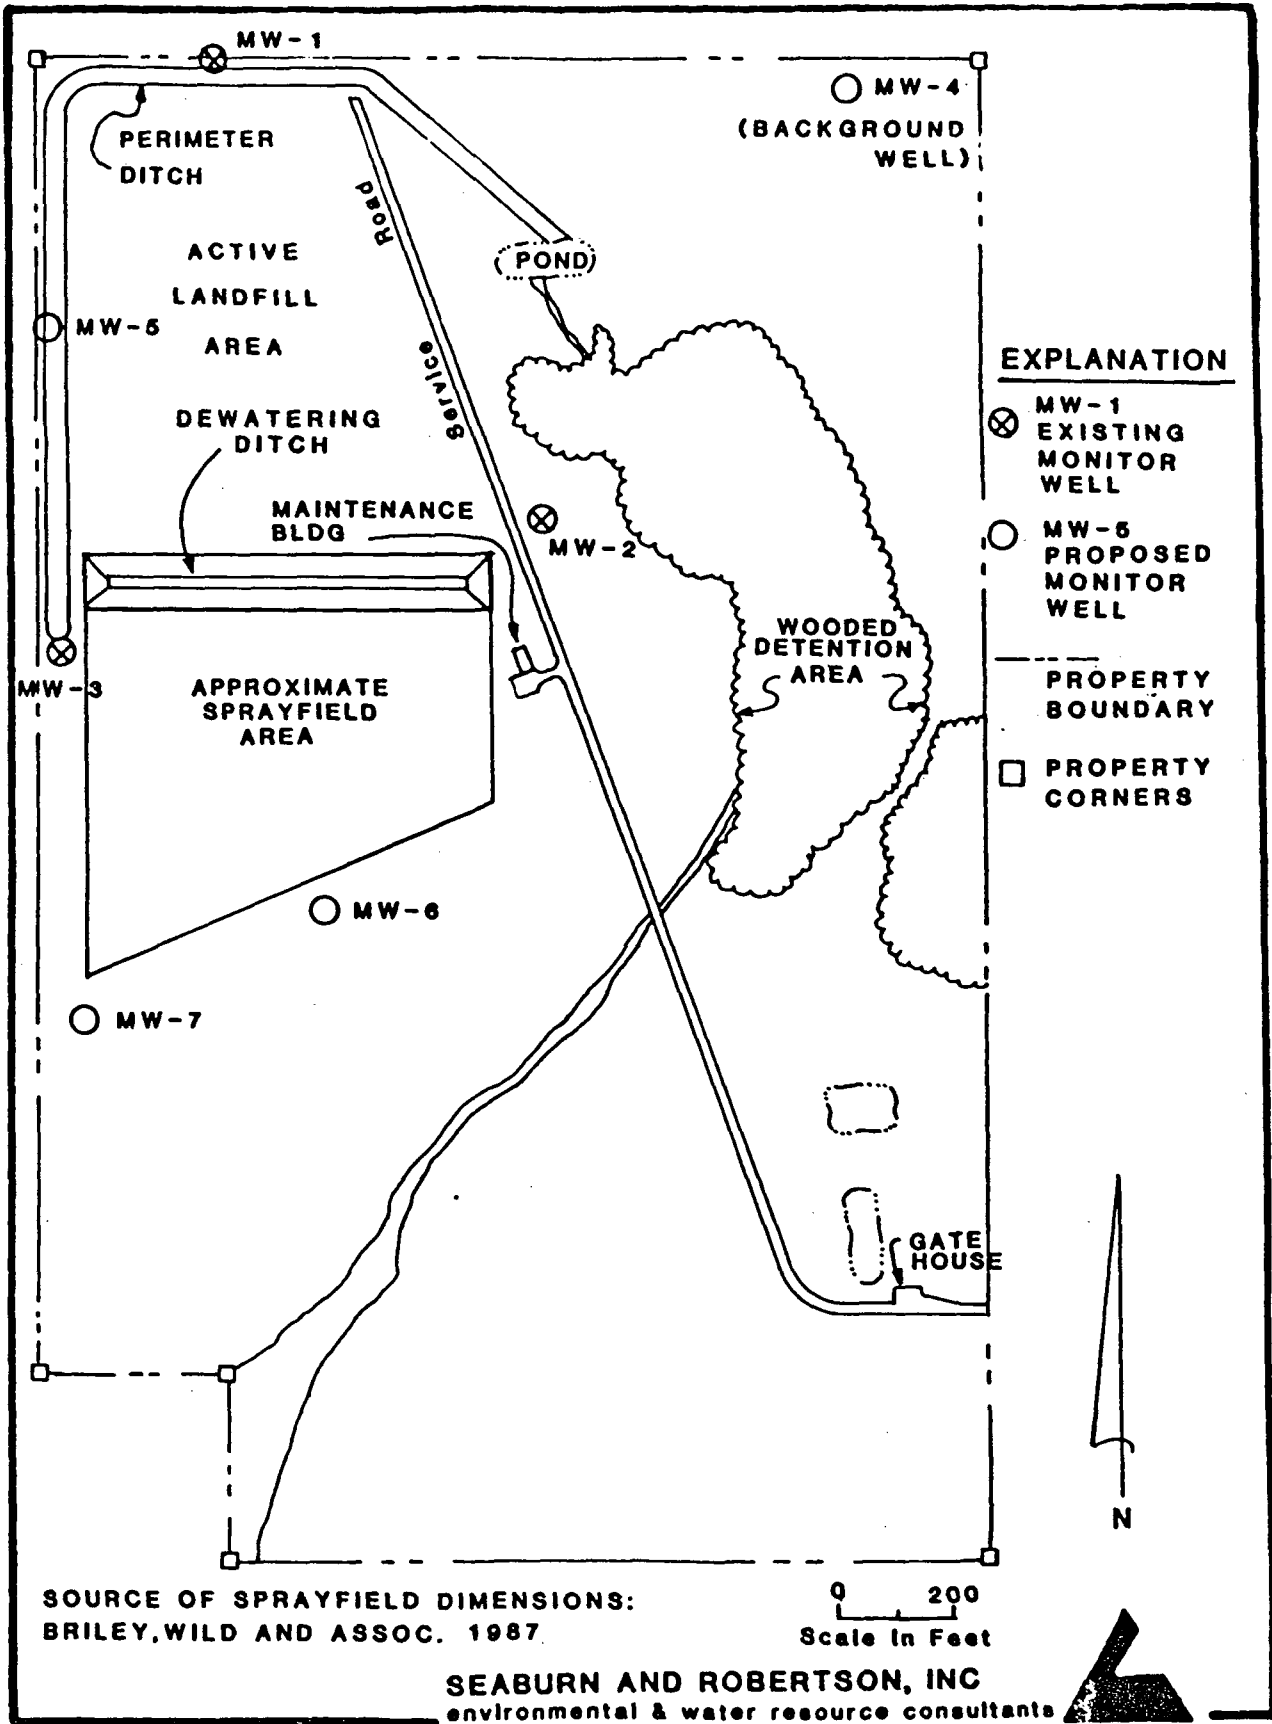 MW-1
MW-4
(BACKGROUND
WELL)
PERIMETER
DITCH
Road
ACTIVE
LANDFILL
AREA
POND
MW-5
Service
EXPLANATION
MW-1
EXISTING
MONITOR
WELL
DEWATERING
DITCH
MAINTENANCE
BLDG
MW-2
MW-5
PROPOSED
MONITOR
WELL
WOODED
DETENTION
AREA
MW-3
APPROXIMATE
SPRAYFIELD
AREA
PROPERTY
BOUNDARY
PROPERTY
CORNERS
MW-6
MW-7
GATE
HOUSE
N
SOURCE OF SPRAYFIELD DIMENSIONS:
BRILEY, WILD AND ASSOC. 1987
0 200
Scale In Feet
SEABURN AND ROBERTSON, INC
environmental & water resource consultants